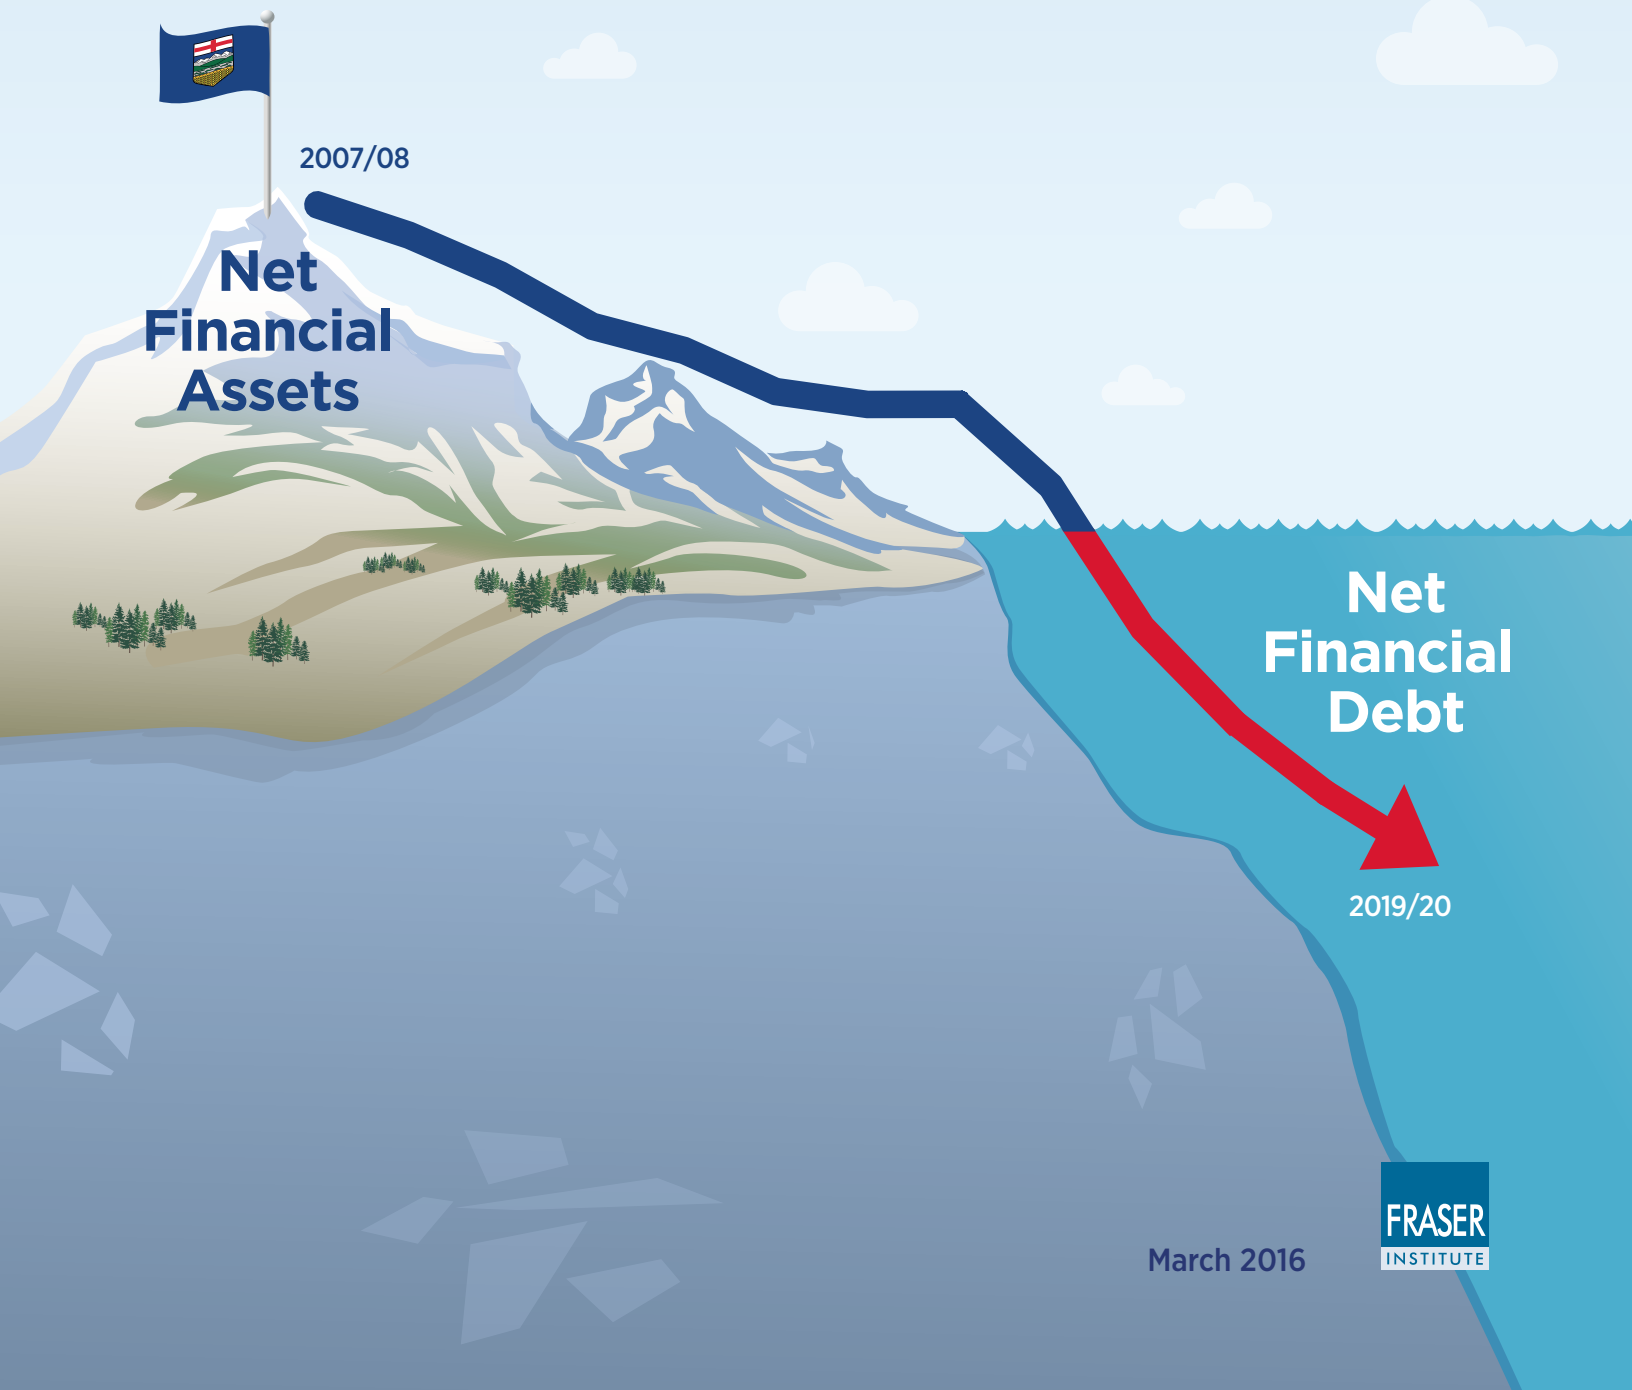 2007/08
Net
Financial
Assets
Net
Financial
Debt
2019/20
March 2016
FRASER
INSTITUTE